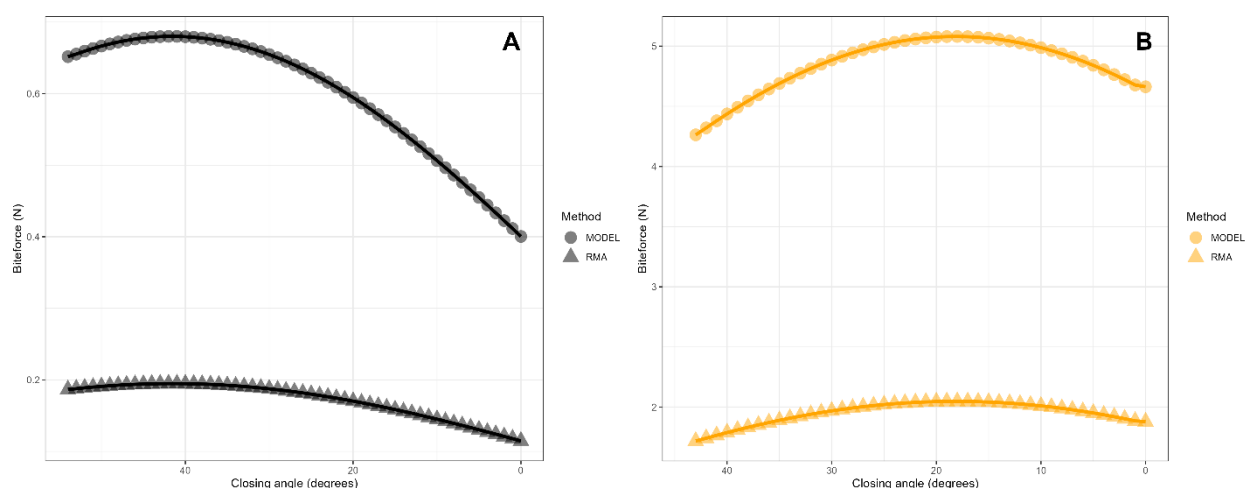 A
0.6
0.4
0.2
40
20
0
Biteforce (N)
Closing angle (degrees)
Method
MODEL
RMA
B
5
4
3
2
40
30
20
10
0
Biteforce (N)
Closing angle (degrees)
Method
MODEL
RMA